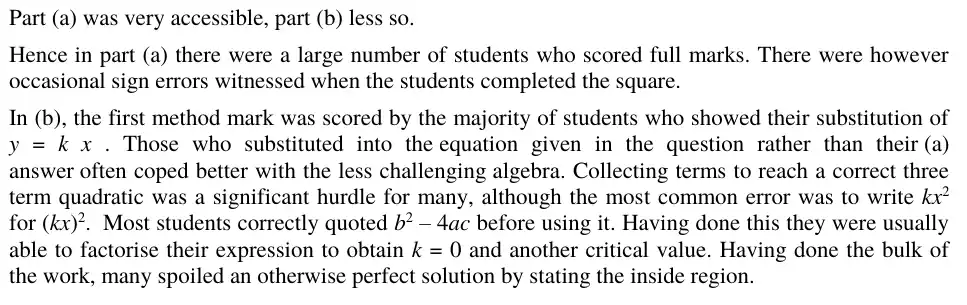 Part (a) was very accessible, part (b) less so.
Hence in part (a) there were a large number of students who scored full marks. There were however
occasional sign errors witnessed when the students completed the square.
In (b), the first method mark was scored by the majority of students who showed their substitution of
y = k x . Those who substituted into the equation given in the question rather than their (a)
answer often coped better with the less challenging algebra. Collecting terms to reach a correct three
term quadratic was a significant hurdle for many, although the most common error was to write kx²
for (kx)². Most students correctly quoted b² – 4ac before using it. Having done this they were usually
able to factorise their expression to obtain k = 0 and another critical value. Having done the bulk of
the work, many spoiled an otherwise perfect solution by stating the inside region.